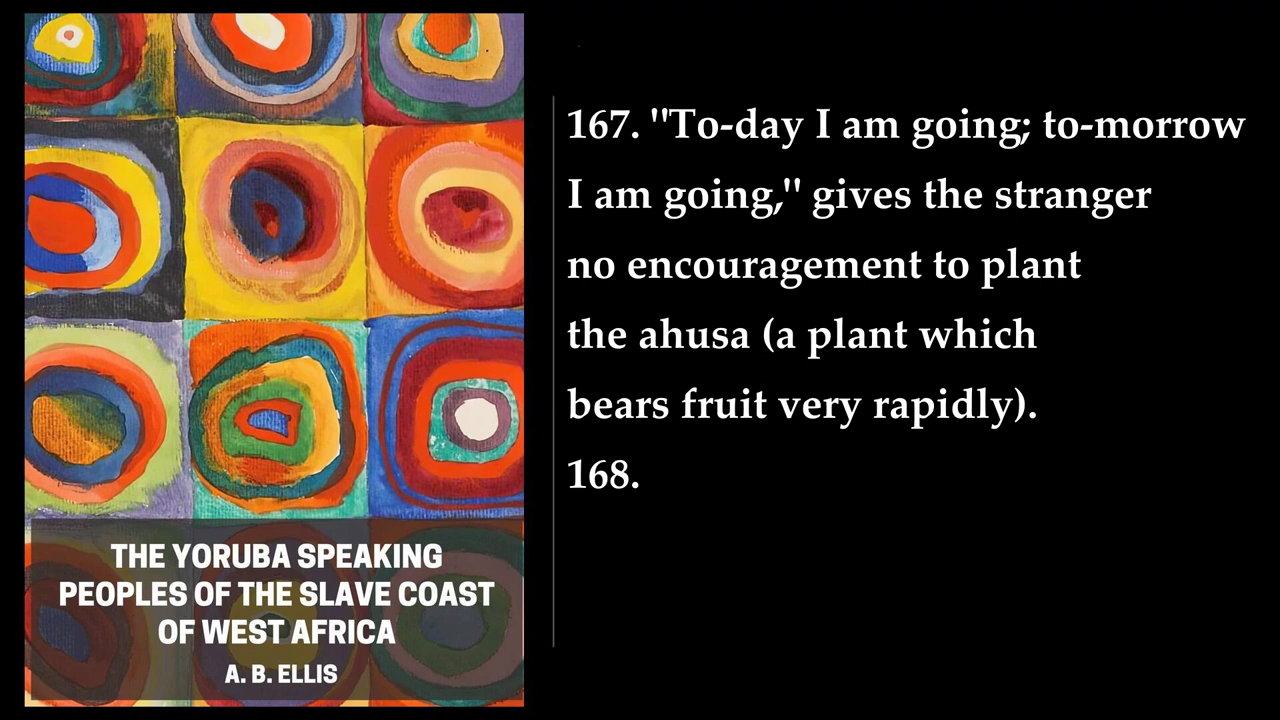 THE YORUBA SPEAKING
PEOPLES OF THE SLAVE COAST
OF WEST AFRICA
A. B. ELLIS
167. "To-day I am going; to-morrow
I am going," gives the stranger
no encouragement to plant
the ahusa (a plant which
bears fruit very rapidly).
168.